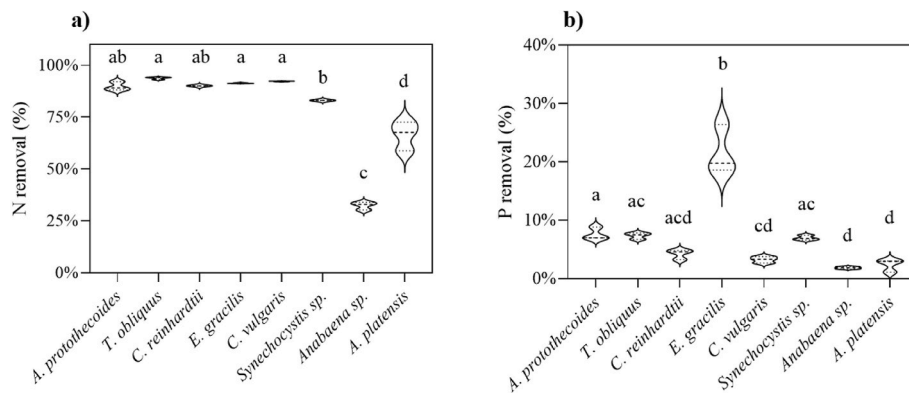 a)
N removal (%)
100%
75%
50%
25%
0%
ab
a
ab
a
a
b
c
d
A. protothecoides
T. obliquus
C. reinhardtii
E. gracilis
C. vulgaris
Synechocystis sp.
Anabaena sp.
A. platensis
b)
P removal (%)
40%
30%
20%
10%
0%
a
ac
acd
b
cd
ac
d
d
A. protothecoides
T. obliquus
C. reinhardtii
E. gracilis
C. vulgaris
Synechocystis sp.
Anabaena sp.
A. platensis